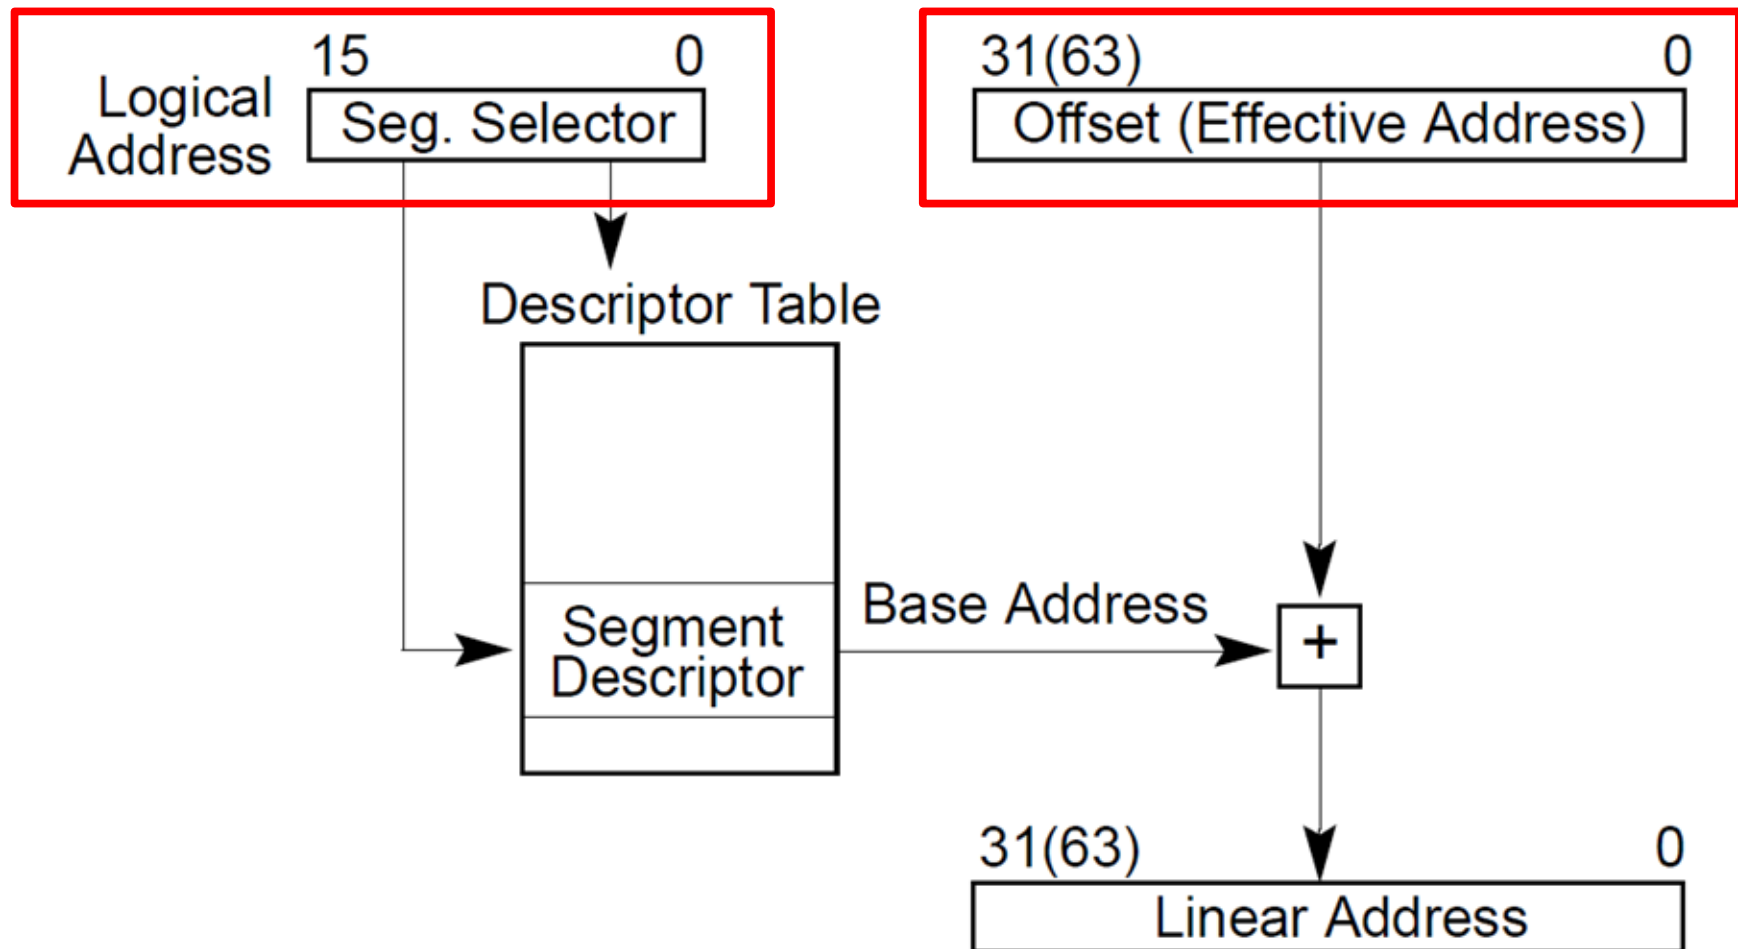 15 0
31(63) 0
Logical
Address
Seg. Selector
Offset (Effective Address)
Descriptor Table
Segment
Descriptor
Base Address
+
31(63) 0
Linear Address